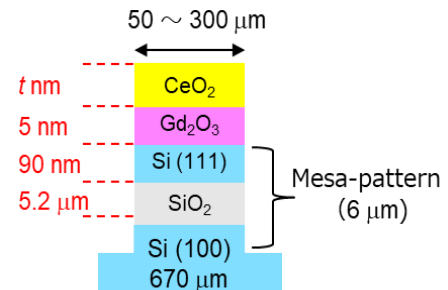 50 ~ 300 μm
t nm
CeO₂
5 nm
Gd₂O₃
90 nm
Si (111)
5.2 μm
SiO₂
Mesa-pattern
(6 μm)
Si (100)
670 μm